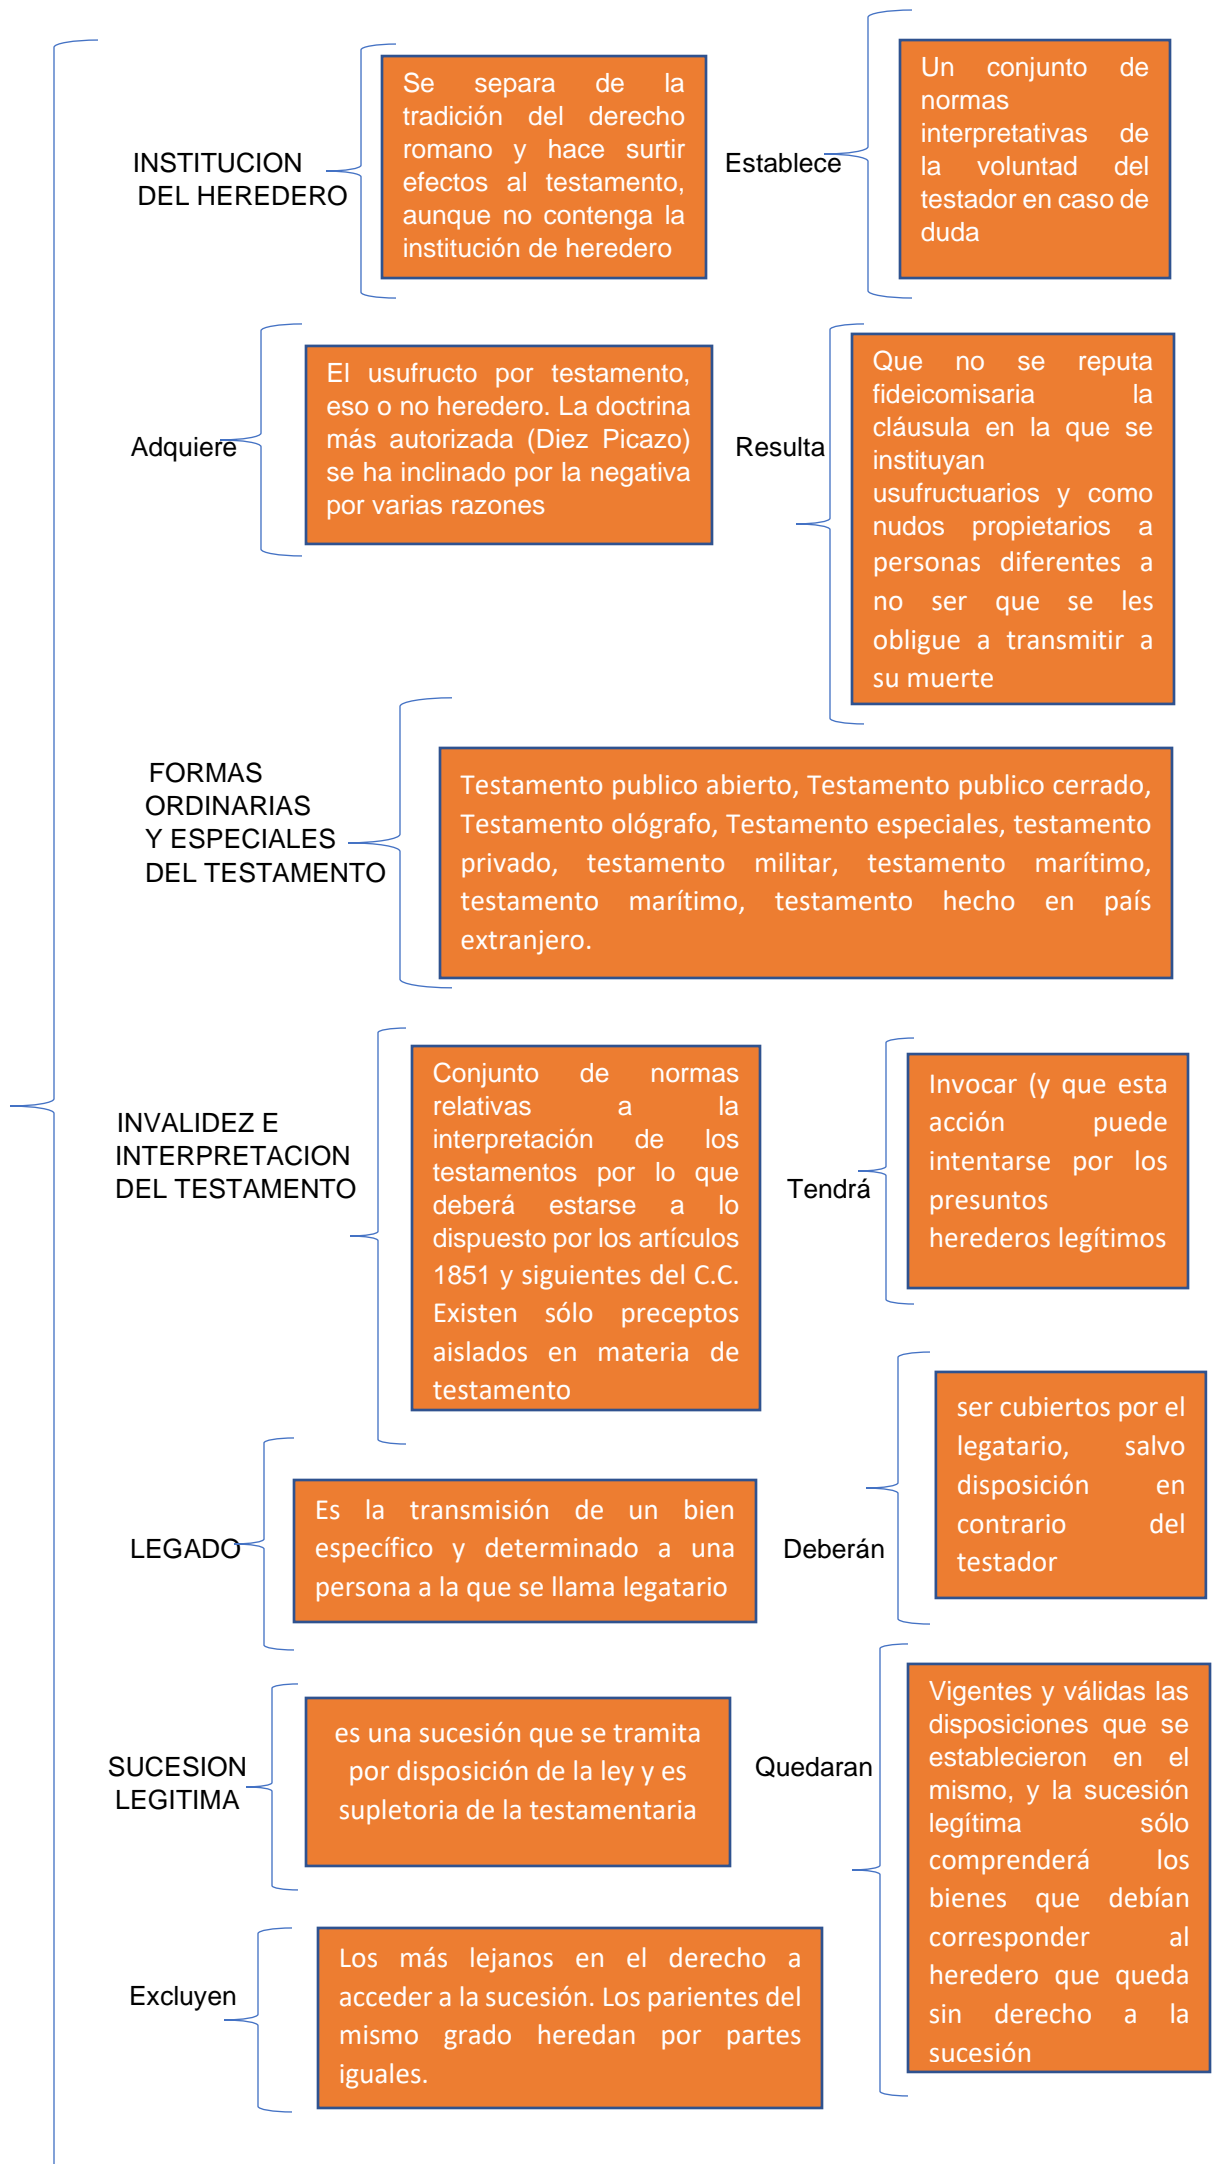 INSTITUCION
DEL HEREDERO
Se separa de la
tradición del derecho
romano y hace surtir
efectos al testamento,
aunque no contenga la
institución de heredero
Establece
Un conjunto de
normas
interpretativas de
la voluntad del
testador en caso de
duda
Adquiere
El usufructo por testamento,
eso o no heredero. La doctrina
más autorizada (Diez Picazo)
se ha inclinado por la negativa
por varias razones
Resulta
Que no se reputa
fideicomisaria la
cláusula en la que se
instituyan
usufructuarios y como
nudos propietarios a
personas diferentes a
no ser que se les
obligue a transmitir a
su muerte
FORMAS
ORDINARIAS
Y ESPECIALES
DEL TESTAMENTO
Testamento publico abierto, Testamento publico cerrado,
Testamento ológrafo, Testamento especiales, testamento
privado, testamento militar, testamento marítimo,
testamento marítimo, testamento hecho en país
extranjero.
INVALIDEZ E
INTERPRETACION
DEL TESTAMENTO
Conjunto de normas
relativas a la
interpretación de los
testamentos por lo que
deberá estarse a lo
dispuesto por los artículos
1851 y siguientes del C.C.
Existen sólo preceptos
aislados en materia de
testamento
Tendrá
Invocar (y que esta
acción puede
intentarse por los
presuntos
herederos legítimos
LEGADO
Es la transmisión de un bien
específico y determinado a una
persona a la que se llama legatario
Deberán
ser cubiertos por el
legatario, salvo
disposición en
contrario del
testador
SUCESION
LEGITIMA
es una sucesión que se tramita
por disposición de la ley y es
supletoria de la testamentaria
Quedaran
Vigentes y válidas las
disposiciones que se
establecieron en el
mismo, y la sucesión
legítima sólo
comprenderá los
bienes que debían
corresponder al
heredero que queda
sin derecho a la
sucesión
Excluyen
Los más lejanos en el derecho a
acceder a la sucesión. Los parientes del
mismo grado heredan por partes
iguales.